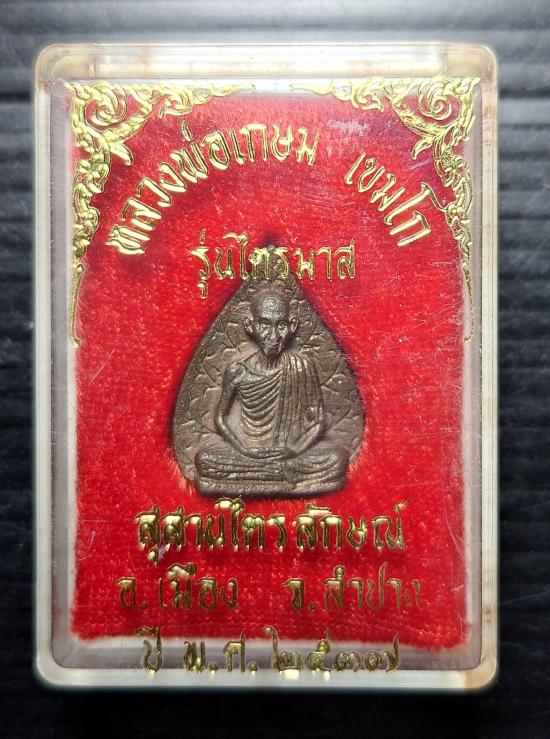 หลวงพ่อเกษม เขมโก
รุ่นไตรมาส
สุสานไตรลักษณ์
อ.เมือง จ.ลำปาง
ปี พ.ศ.๒๕๓๗